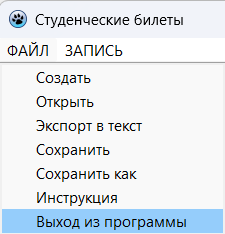 Студенческие билеты
ФАЙЛ ЗАПИСЬ
Создать
Открыть
Экспорт в текст
Сохранить
Сохранить как
Инструкция
Выход из программы